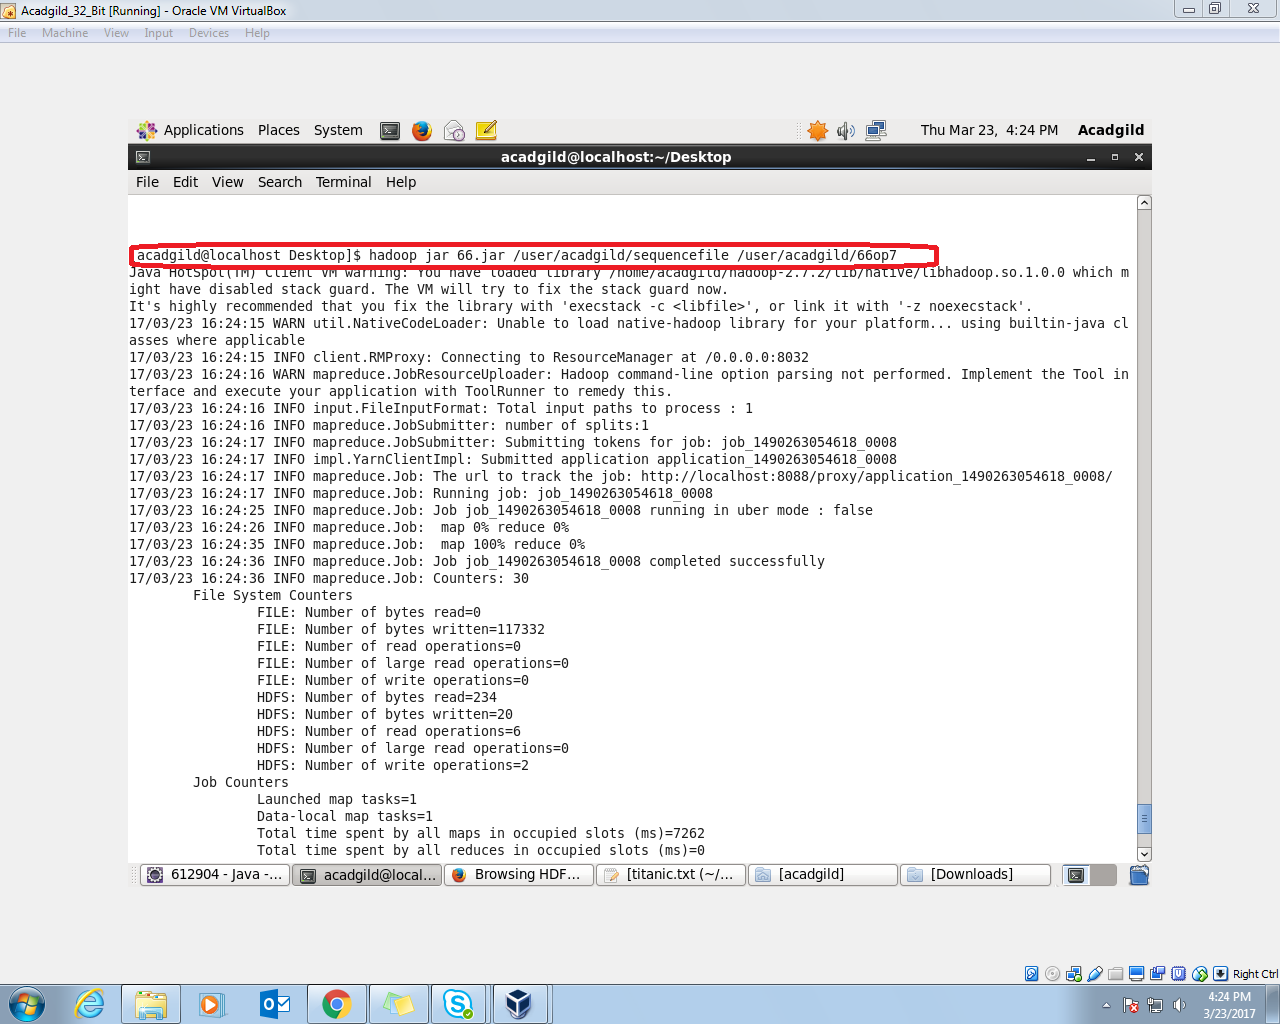 Acadgild_32_Bit [Running] - Oracle VM VirtualBox
File Machine View Input Devices Help
Applications Places System Thu Mar 23, 4:24 PM Acadgild
acadgild@localhost:~/Desktop
File Edit View Search Terminal Help
acadgild@localhost Desktop]$ hadoop jar 66.jar /user/acadgild/sequencefile /user/acadgild/66op7
Java HotSpot(TM) Client VM warning: You have loaded library /home/acadgild/hadoop-2.7.2/lib/native/libhadoop.so.1.0.0 which m
ight have disabled stack guard. The VM will try to fix the stack guard now.
It's highly recommended that you fix the library with 'execstack -c <libfile>', or link it with '-z noexecstack'.
17/03/23 16:24:15 WARN util.NativeCodeLoader: Unable to load native-hadoop library for your platform... using builtin-java cl
asses where applicable
17/03/23 16:24:15 INFO client.RMProxy: Connecting to ResourceManager at /0.0.0.0:8032
17/03/23 16:24:16 WARN mapreduce.JobResourceUploader: Hadoop command-line option parsing not performed. Implement the Tool in
terface and execute your application with ToolRunner to remedy this.
17/03/23 16:24:16 INFO input.FileInputFormat: Total input paths to process : 1
17/03/23 16:24:16 INFO mapreduce.JobSubmitter: number of splits:1
17/03/23 16:24:17 INFO mapreduce.JobSubmitter: Submitting tokens for job: job_1490263054618_0008
17/03/23 16:24:17 INFO impl.YarnClientImpl: Submitted application application_1490263054618_0008
17/03/23 16:24:17 INFO mapreduce.Job: The url to track the job: http://localhost:8088/proxy/application_1490263054618_0008/
17/03/23 16:24:17 INFO mapreduce.Job: Running job: job_1490263054618_0008
17/03/23 16:24:25 INFO mapreduce.Job: Job job_1490263054618_0008 running in uber mode : false
17/03/23 16:24:26 INFO mapreduce.Job:  map 0% reduce 0%
17/03/23 16:24:35 INFO mapreduce.Job:  map 100% reduce 0%
17/03/23 16:24:36 INFO mapreduce.Job: Job job_1490263054618_0008 completed successfully
17/03/23 16:24:36 INFO mapreduce.Job: Counters: 30
File System Counters
FILE: Number of bytes read=0
FILE: Number of bytes written=117332
FILE: Number of read operations=0
FILE: Number of large read operations=0
FILE: Number of write operations=0
HDFS: Number of bytes read=234
HDFS: Number of bytes written=20
HDFS: Number of read operations=6
HDFS: Number of large read operations=0
HDFS: Number of write operations=2
Job Counters
Launched map tasks=1
Data-local map tasks=1
Total time spent by all maps in occupied slots (ms)=7262
Total time spent by all reduces in occupied slots (ms)=0
612904 - Java -... acadgild@local... Browsing HDF... [titanic.txt (~/... [acadgild] [Downloads]
Right Ctrl
4:24 PM
3/23/2017